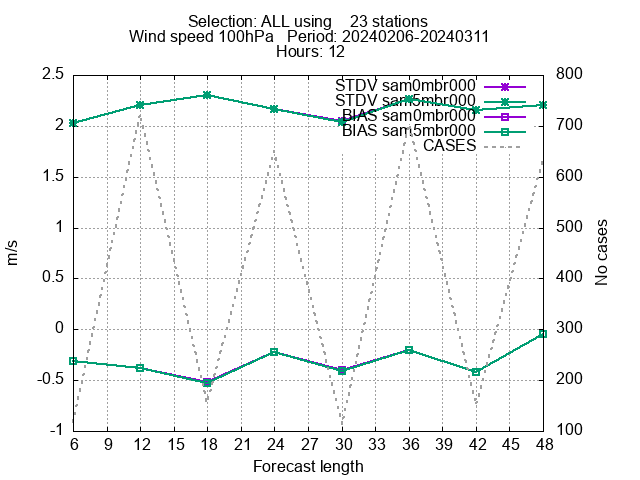 Selection: ALL using 23 stations
Wind speed 100hPa Period: 20240206-20240311
Hours: 12
STDV sam0mbr000
STDV sam5mbr000
BIAS sam0mbr000
BIAS sam5mbr000
CASES
2.5
2
1.5
1
0.5
0
-0.5
-1
m/s
800
700
600
500
400
300
200
100
No cases
6 9 12 15 18 21 24 27 30 33 36 39 42 45 48
Forecast length